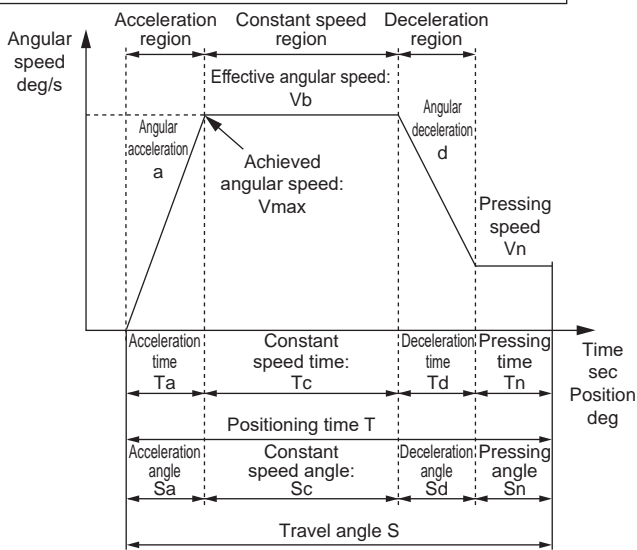 Acceleration
region
Constant speed
region
Deceleration
region
Angular
speed
deg/s
Effective angular speed:
Vb
Angular
acceleration
a
Achieved
angular speed:
Vmax
Angular
deceleration
d
Pressing
speed
Vn
Acceleration
time
Ta
Constant
speed time:
Tc
Deceleration
time
Td
Pressing
time
Tn
Time
sec
Position
deg
Positioning time T
Acceleration
angle
Sa
Constant
speed angle:
Sc
Deceleration
angle
Sd
Pressing
angle
Sn
Travel angle S